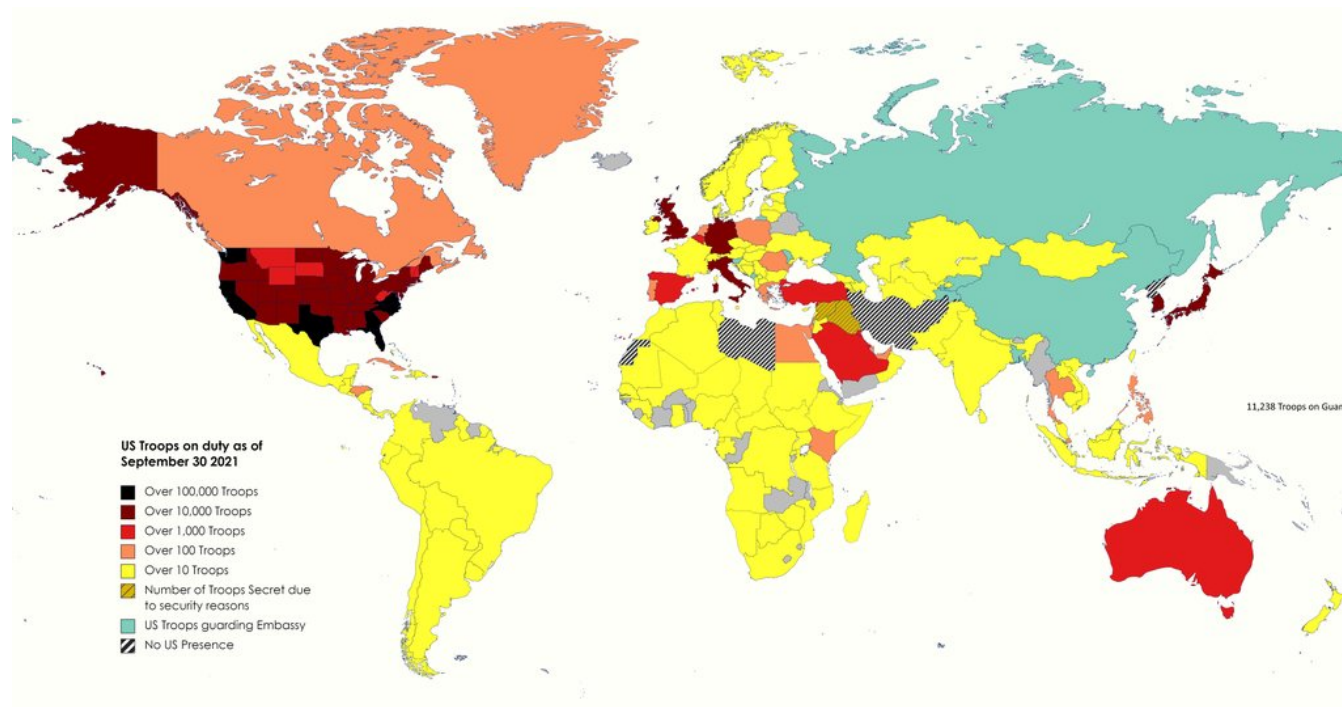 11,238 Troops on
US Troops on duty as of
September 30 2021
Over 100,000 Troops
Over 10,000 Troops
Over 1,000 Troops
Over 100 Troops
Over 10 Troops
Number of Troops Secret due
to security reasons
US Troops guarding Embassy
No US Presence